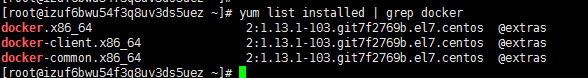 [root@izuf6bwu54f3q8uv3ds5uez ~]# yum list installed | grep docker
docker.x86_64 2:1.13.1-103.git7f2769b.el7.centos @extras
docker-client.x86_64 2:1.13.1-103.git7f2769b.el7.centos @extras
docker-common.x86_64 2:1.13.1-103.git7f2769b.el7.centos @extras
[root@izuf6bwu54f3q8uv3ds5uez ~]#